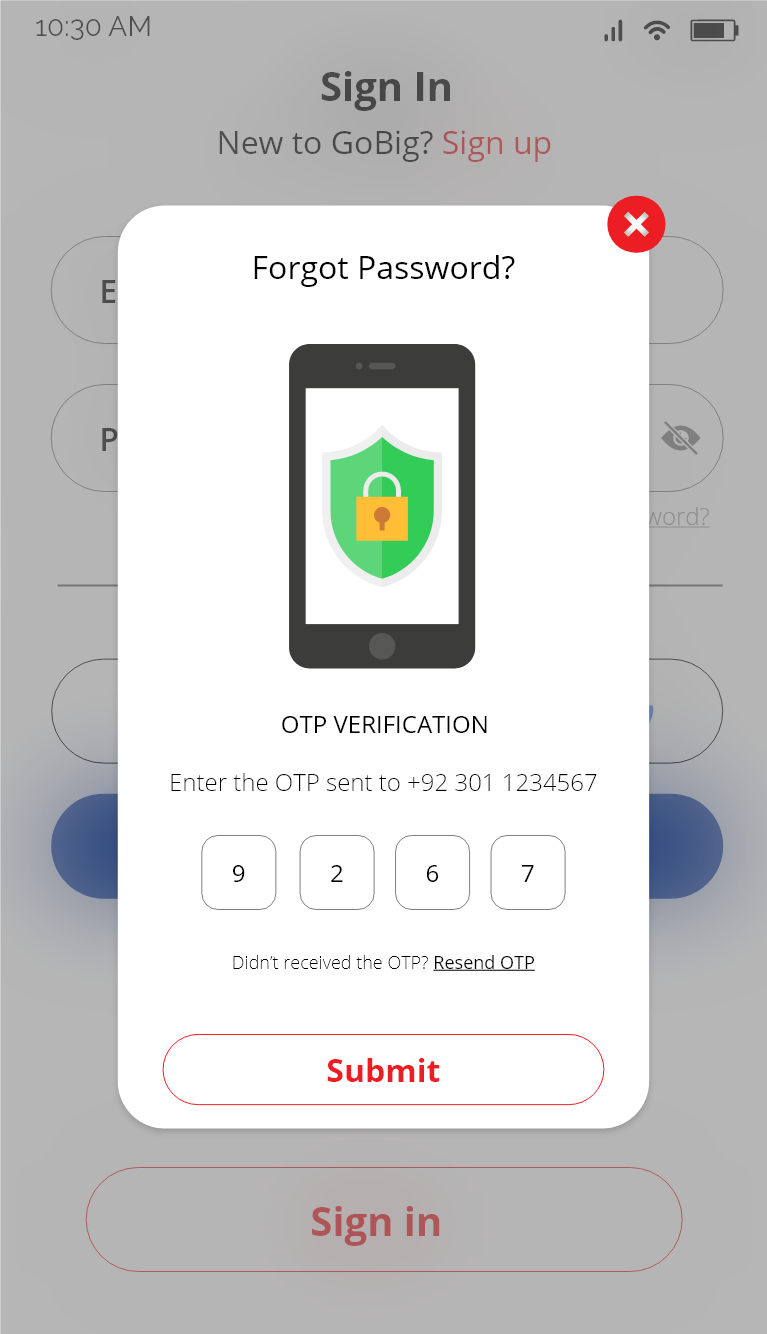 10:30 AM
Sign In
New to GoBig? Sign up
Forgot Password?
E
P
word?
OTP VERIFICATION
Enter the OTP sent to +92 301 1234567
9 2 6 7
Didn’t received the OTP? Resend OTP
Submit
Sign in